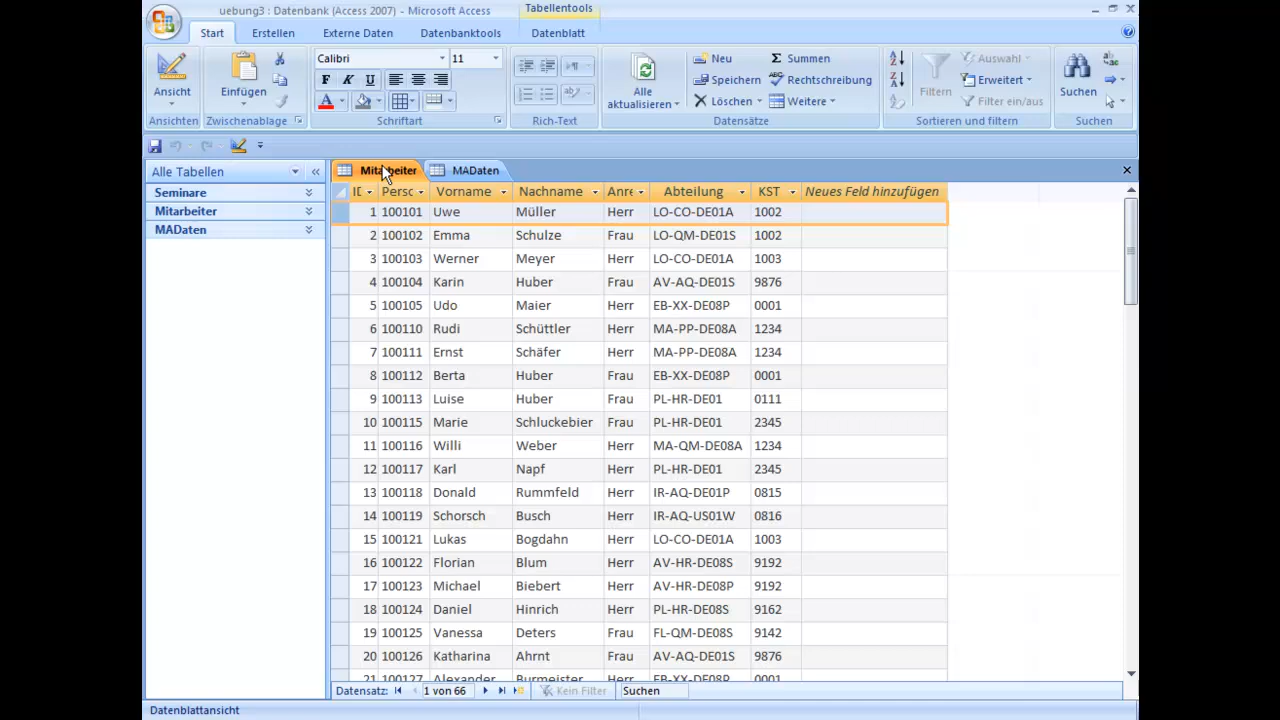 uebung3 : Datenbank (Access 2007) - Microsoft Access
Tabellentools
Start Erstellen Externe Daten Datenbanktools Datenblatt
Ansicht
Ansichten
Einfügen
Zwischenablage
Calibri 11
F K U
Schriftart
Rich-Text
Alle aktualisieren
Neu
Speichern
Löschen
Summen
Rechtschreibung
Weitere
Datensätze
Filtern
Auswahl
Erweitert
Filter ein/aus
Sortieren und filtern
Suchen
Suchen
Alle Tabellen
Seminare
Mitarbeiter
MADaten
Mitarbeiter MADaten
ID Perso Vorname Nachname Anre Abteilung KST Neues Feld hinzufügen
1 100101 Uwe Müller Herr LO-CO-DE01A 1002
2 100102 Emma Schulze Frau LO-QM-DE01S 1002
3 100103 Werner Meyer Herr LO-CO-DE01A 1003
4 100104 Karin Huber Frau AV-AQ-DE01S 9876
5 100105 Udo Maier Herr EB-XX-DE08P 0001
6 100110 Rudi Schüttler Herr MA-PP-DE08A 1234
7 100111 Ernst Schäfer Herr MA-PP-DE08A 1234
8 100112 Berta Huber Frau EB-XX-DE08P 0001
9 100113 Luise Huber Frau PL-HR-DE01 0111
10 100115 Marie Schluckebier Frau PL-HR-DE01 2345
11 100116 Willi Weber Herr MA-QM-DE08A 1234
12 100117 Karl Napf Herr PL-HR-DE01 2345
13 100118 Donald Rummfeld Herr IR-AQ-DE01P 0815
14 100119 Schorsch Busch Herr IR-AQ-US01W 0816
15 100121 Lukas Bogdahn Herr LO-CO-DE01A 1003
16 100122 Florian Blum Herr AV-HR-DE08S 9192
17 100123 Michael Biebert Herr AV-HR-DE08P 9192
18 100124 Daniel Hinrich Herr PL-HR-DE08S 9162
19 100125 Vanessa Deters Frau FL-QM-DE08S 9142
20 100126 Katharina Ahrnt Frau AV-AQ-DE01S 9876
21 100127 Alexander Burmeister Herr EB-XX-DE08P 0001
Datensatz: 1 von 66 Kein Filter Suchen
Datenblattansicht